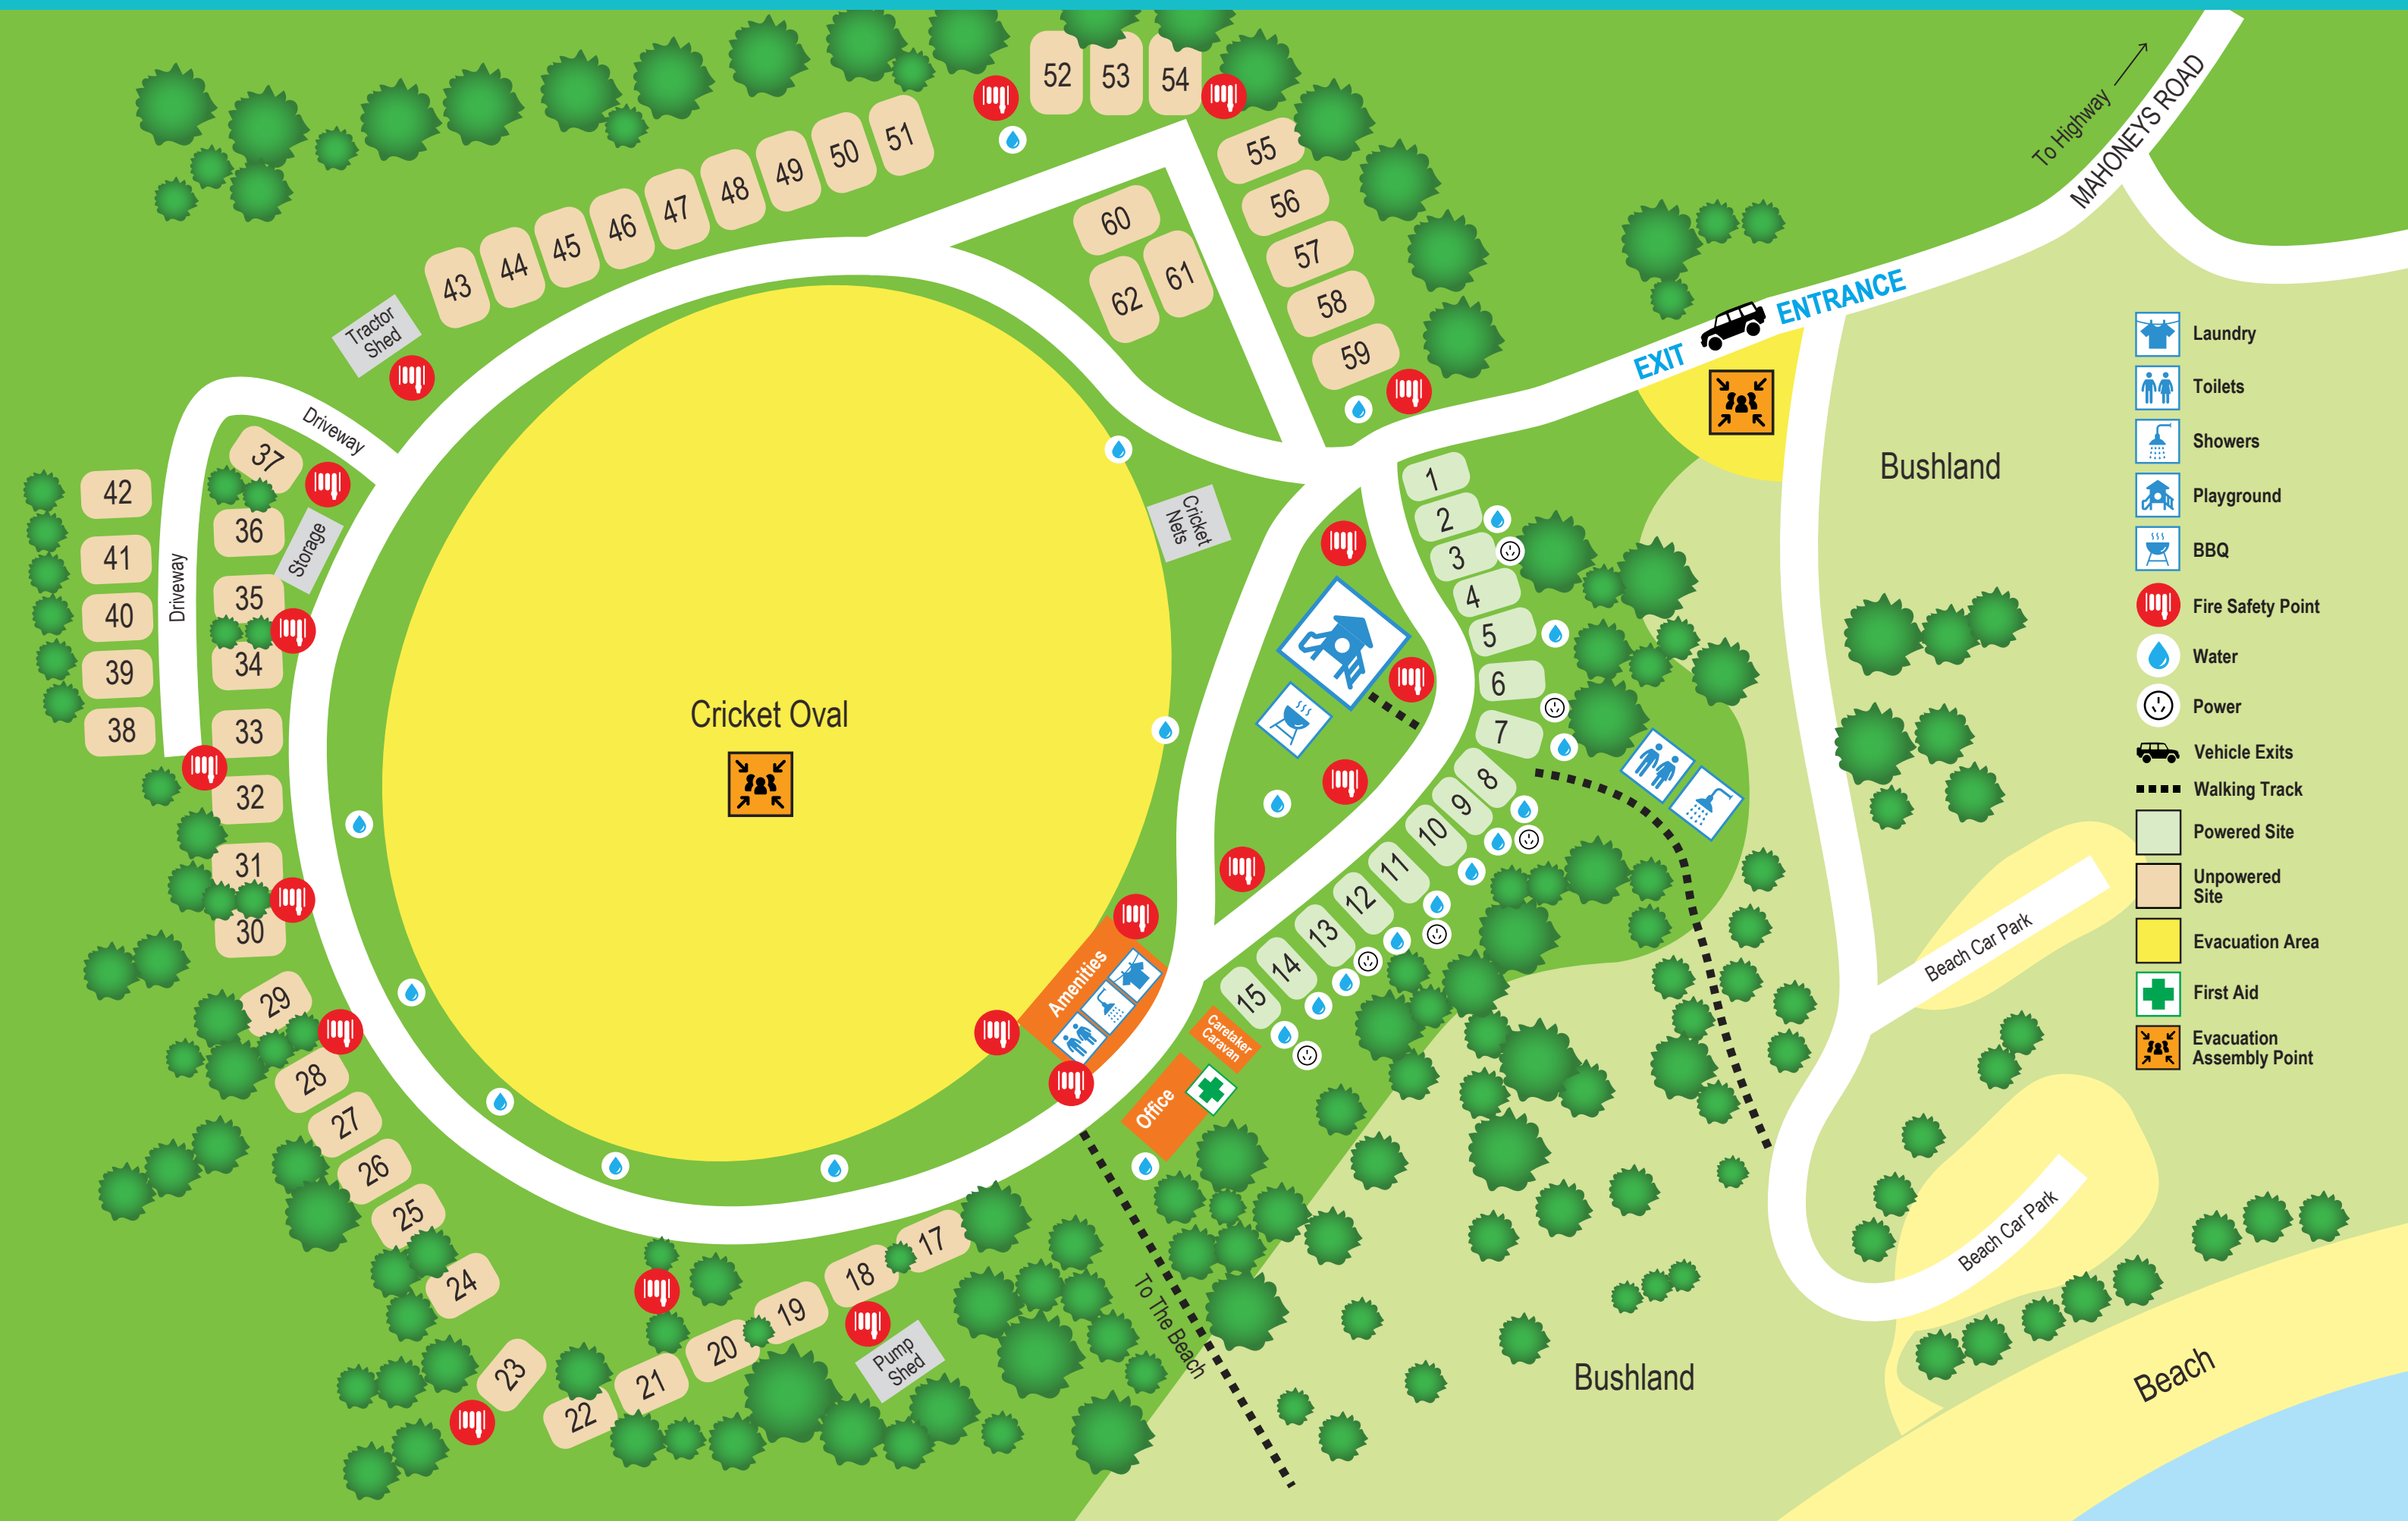 52
53
54
55
56
57
58
59
60
61
62
51
50
49
48
47
46
45
44
43
Tractor
Shed
To Highway
MAHONEYS ROAD
ENTRANCE
EXIT
Driveway
Driveway
37
36
35
34
33
32
31
30
42
41
40
39
38
Storage
Cricket
Nets
Cricket Oval
Bushland
1
2
3
4
5
6
7
8
9
10
11
12
13
14
15
Amenities
Caretaker
Caravan
Office
29
28
27
26
25
24
23
22
21
20
19
18
17
Pump
Shed
To The Beach
Bushland
Beach Car Park
Beach Car Park
Beach
Laundry
Toilets
Showers
Playground
BBQ
Fire Safety Point
Water
Power
Vehicle Exits
Walking Track
Powered Site
Unpowered
Site
Evacuation Area
First Aid
Evacuation
Assembly Point